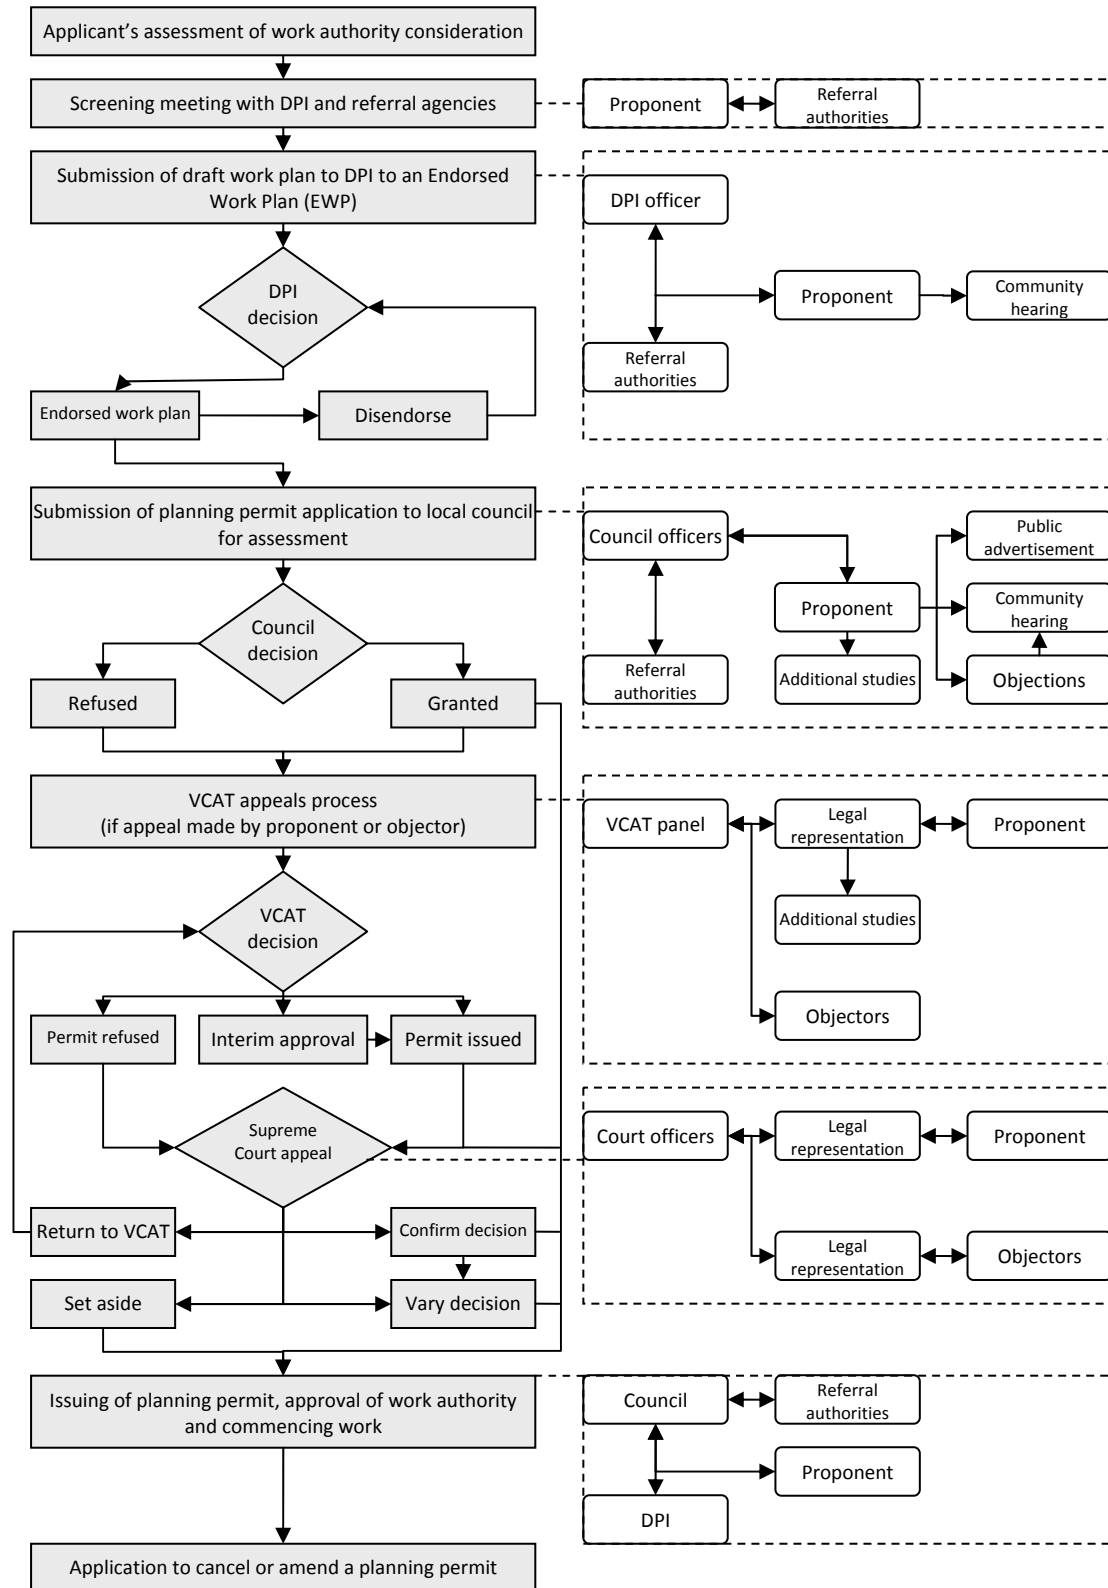 Applicant’s assessment of work authority consideration
Screening meeting with DPI and referral agencies
Proponent
Referral
authorities
Submission of draft work plan to DPI to an Endorsed
Work Plan (EWP)
DPI officer
DPI
decision
Proponent
Community
hearing
Referral
authorities
Endorsed work plan
Disendorse
Submission of planning permit application to local council
for assessment
Council officers
Public
advertisement
Proponent
Community
hearing
Council
decision
Referral
authorities
Additional studies
Objections
Refused
Granted
VCAT appeals process
(if appeal made by proponent or objector)
VCAT panel
Legal
representation
Proponent
VCAT
decision
Additional studies
Objectors
Permit refused
Interim approval
Permit issued
Supreme
Court appeal
Court officers
Legal
representation
Proponent
Return to VCAT
Confirm decision
Legal
representation
Objectors
Set aside
Vary decision
Issuing of planning permit, approval of work authority
and commencing work
Council
Referral
authorities
Proponent
DPI
Application to cancel or amend a planning permit